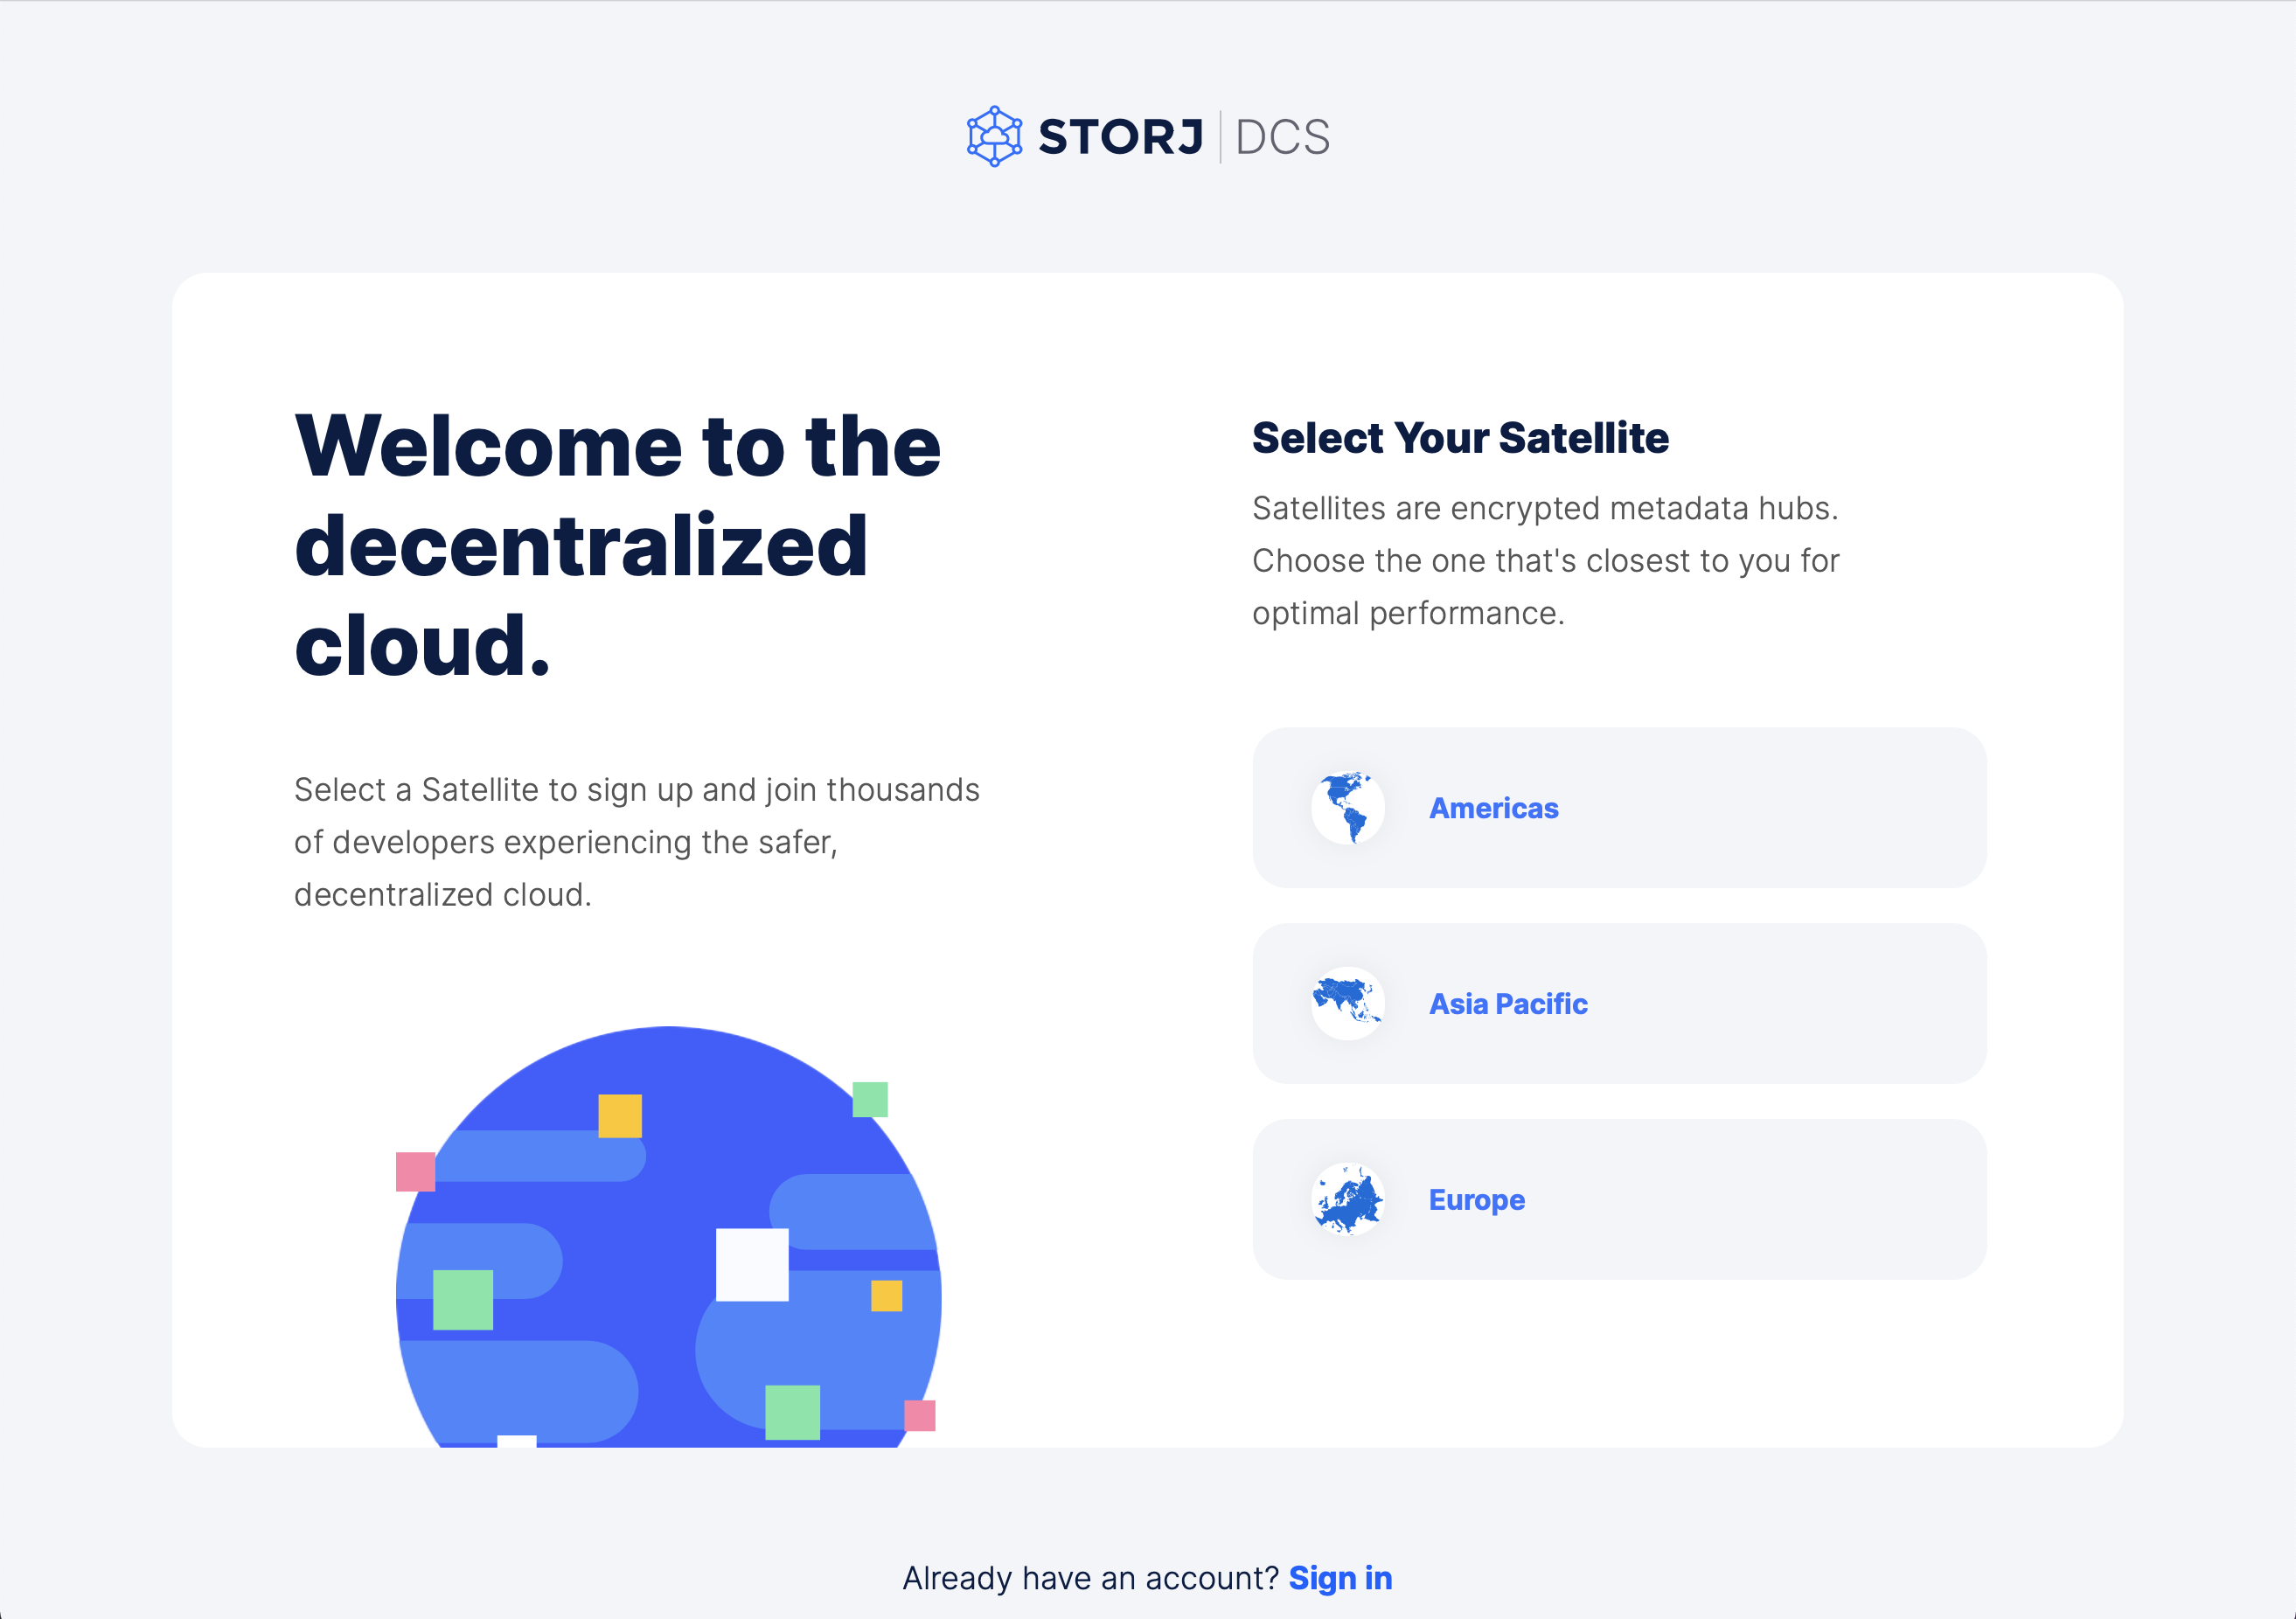 STORJ DCS
Welcome to the
decentralized
cloud.
Select a Satellite to sign up and join thousands
of developers experiencing the safer,
decentralized cloud.
Select Your Satellite
Satellites are encrypted metadata hubs.
Choose the one that's closest to you for
optimal performance.
Americas
Asia Pacific
Europe
Already have an account? Sign in